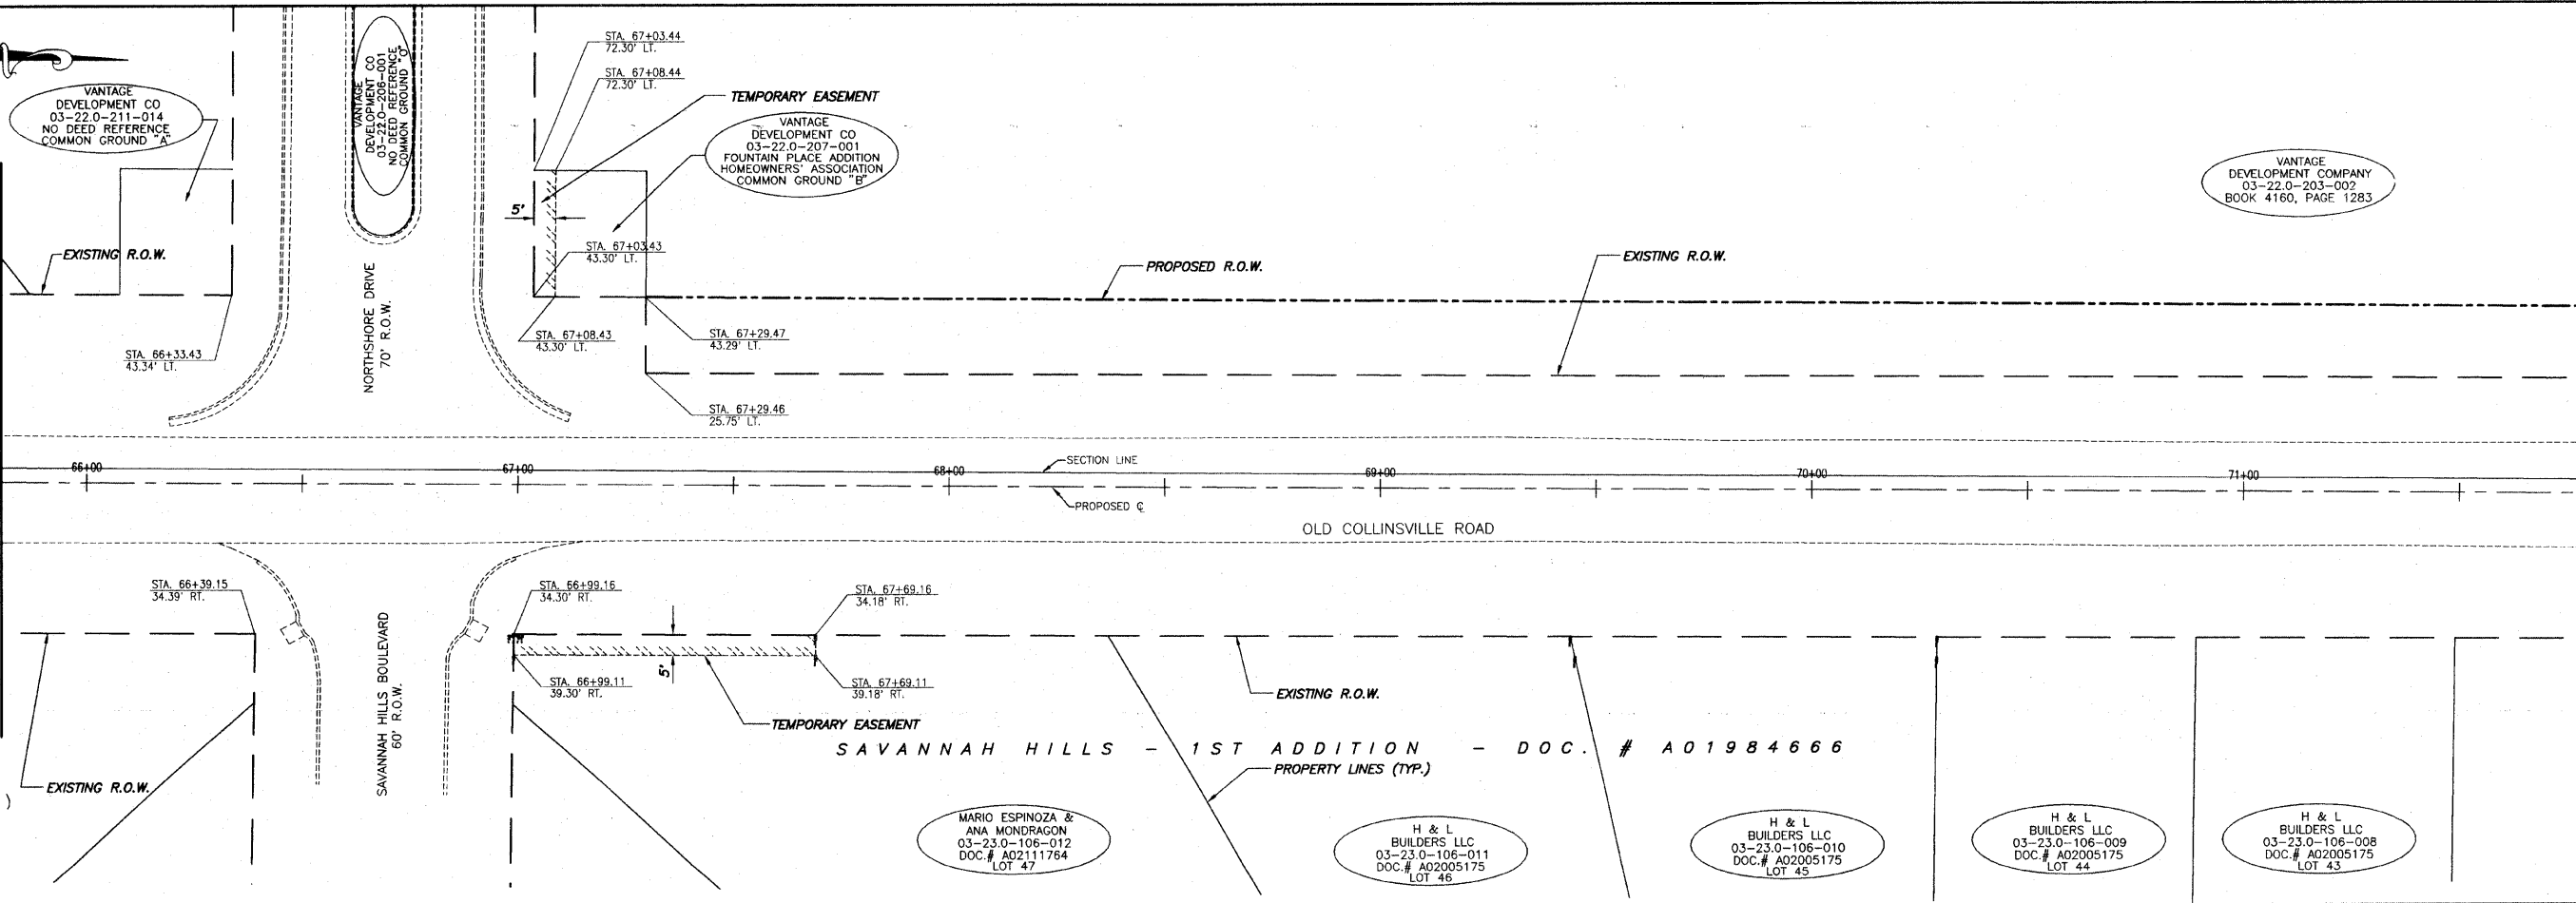 STA. 67+03.44
72.30' LT.
STA. 67+08.44
72.30' LT.
TEMPORARY EASEMENT
VANTAGE
DEVELOPMENT CO
03-22.0-211-014
NO DEED REFERENCE
COMMON GROUND "A"
VANTAGE
DEVELOPMENT CO
03-22.0-206-001
NO DEED REFERENCE
COMMON GROUND "O"
VANTAGE
DEVELOPMENT CO
03-22.0-207-001
FOUNTAIN PLACE ADDITION
HOMEOWNERS' ASSOCIATION
COMMON GROUND "B"
VANTAGE
DEVELOPMENT COMPANY
03-22.0-203-002
BOOK 4160, PAGE 1283
5'
EXISTING R.O.W.
STA. 67+03.43
43.30' LT.
PROPOSED R.O.W.
EXISTING R.O.W.
NORTHSHORE DRIVE
70' R.O.W.
STA. 66+33.43
43.34' LT.
STA. 67+08.43
43.30' LT.
STA. 67+29.47
43.29' LT.
STA. 67+29.46
25.75' LT.
66+00
67+00
68+00
SECTION LINE
69+00
70+00
71+00
PROPOSED ℄
OLD COLLINSVILLE ROAD
STA. 66+39.15
34.39' RT.
STA. 66+99.16
34.30' RT.
STA. 67+69.16
34.18' RT.
SAVANNAH HILLS BOULEVARD
60' R.O.W.
STA. 66+99.11
39.30' RT.
5'
STA. 67+69.11
39.18' RT.
EXISTING R.O.W.
TEMPORARY EASEMENT
SAVANNAH HILLS - 1ST ADDITION - DOC. # A01984666
PROPERTY LINES (TYP.)
EXISTING R.O.W.
)
MARIO ESPINOZA &
ANA MONDRAGON
03-23.0-106-012
DOC.# A02111764
LOT 47
H & L
BUILDERS LLC
03-23.0-106-011
DOC.# A02005175
LOT 46
H & L
BUILDERS LLC
03-23.0-106-010
DOC.# A02005175
LOT 45
H & L
BUILDERS LLC
03-23.0-106-009
DOC.# A02005175
LOT 44
H & L
BUILDERS LLC
03-23.0-106-008
DOC.# A02005175
LOT 43